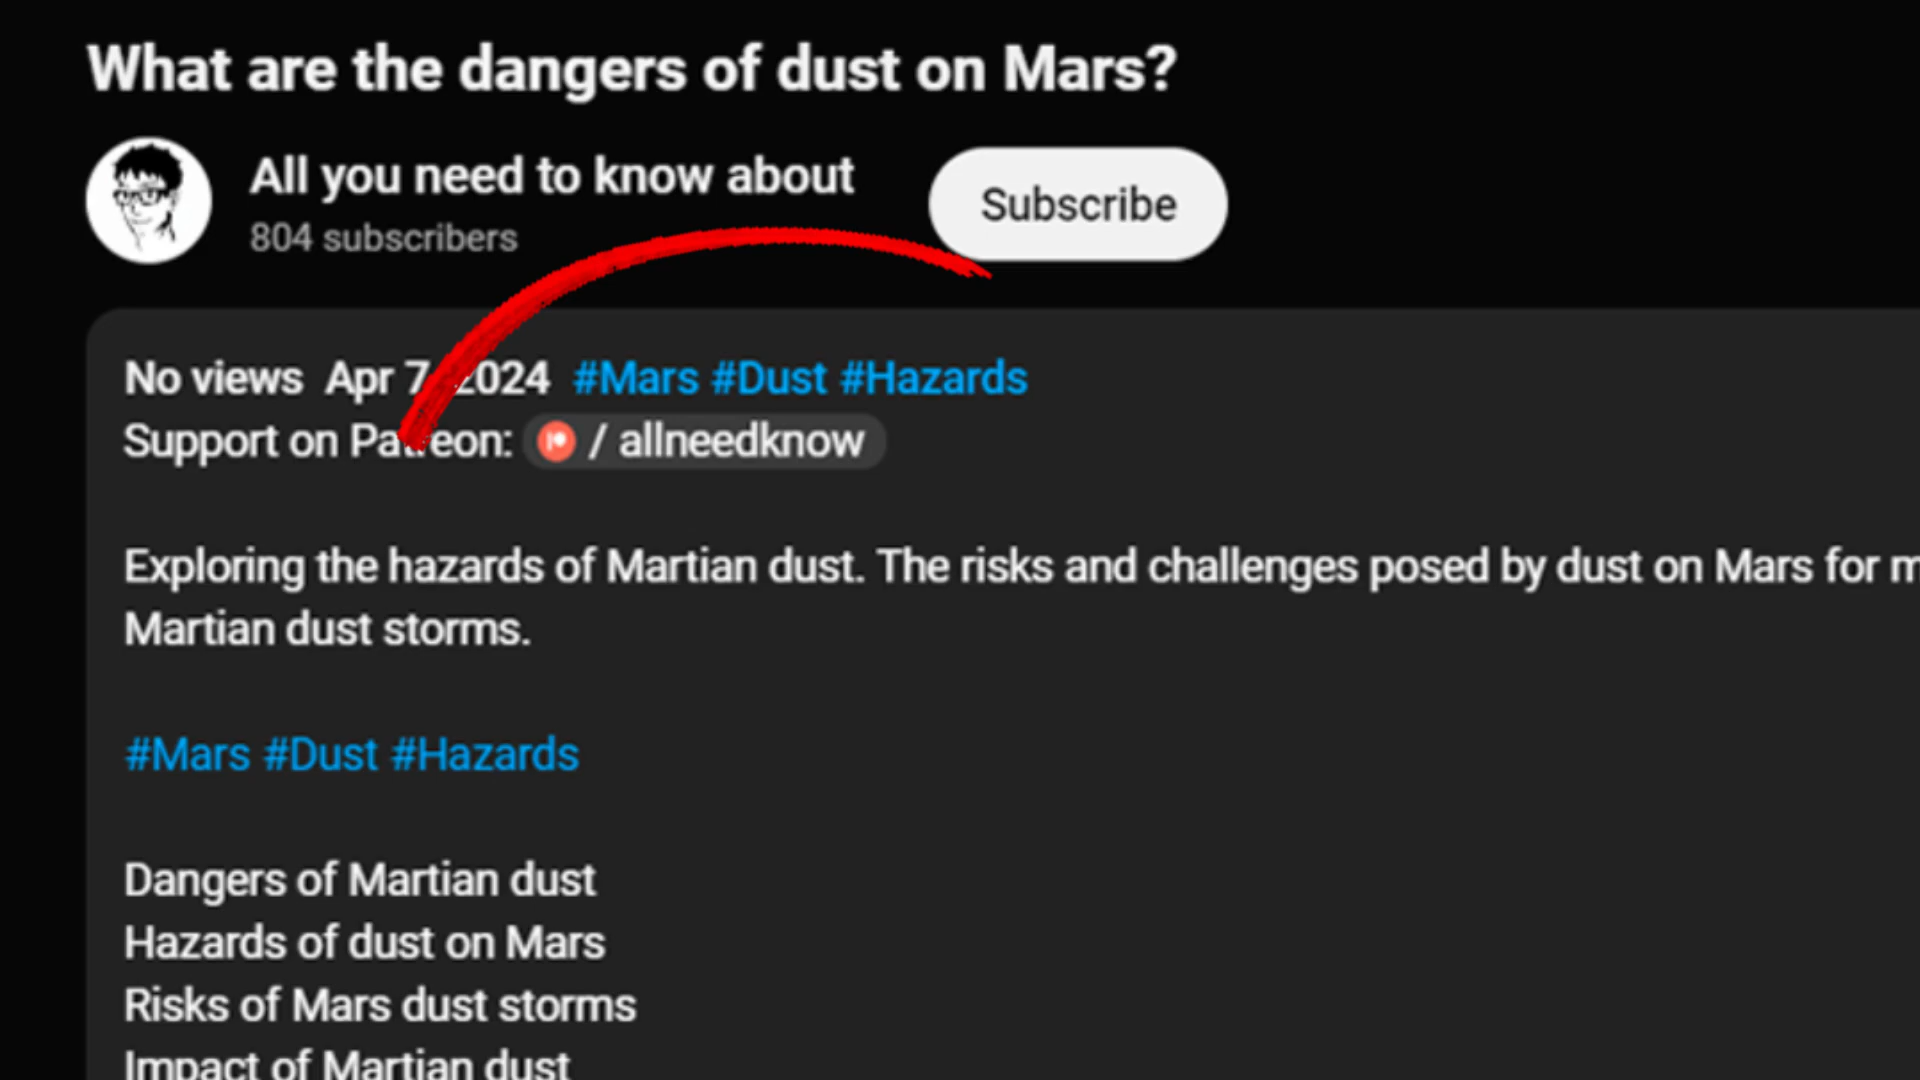 What are the dangers of dust on Mars?
All you need to know about
Subscribe
804 subscribers
No views Apr 7, 2024 #Mars #Dust #Hazards
Support on Patreon: / allneedknow
Exploring the hazards of Martian dust. The risks and challenges posed by dust on Mars for
Martian dust storms.
#Mars #Dust #Hazards
Dangers of Martian dust
Hazards of dust on Mars
Risks of Mars dust storms
Impact of Martian dust